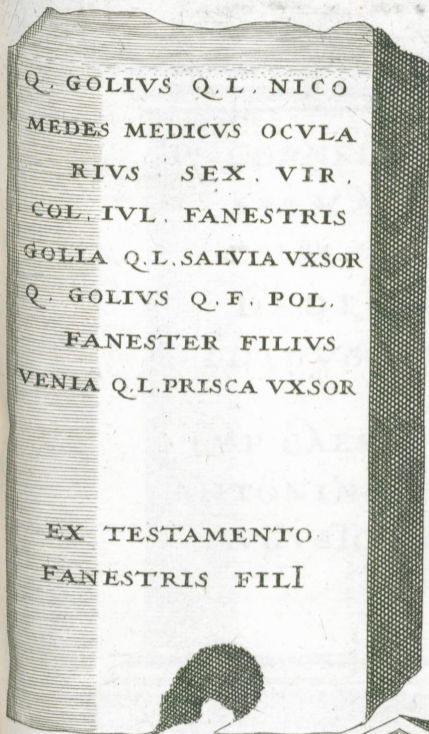 Q. GOLIVS Q. L. NICO
MEDES MEDICVS OCVLA
RIVS SEX. VIR.
COL. IVL. FANESTRIS
GOLIA Q. L. SALVIA VXSOR
Q. GOLIVS Q. F. POL.
FANESTER FILIVS
VENIA Q. L. PRISCA VXSOR
EX TESTAMENTO
FANESTRIS FILI